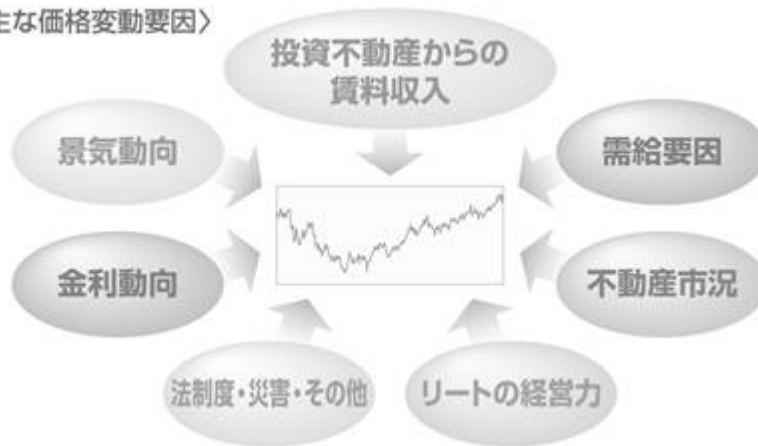 主な価格変動要因〉
投資不動産からの
賃料収入
景気動向
需給要因
金利動向
不動産市況
法制度・災害・その他
リートの経営力